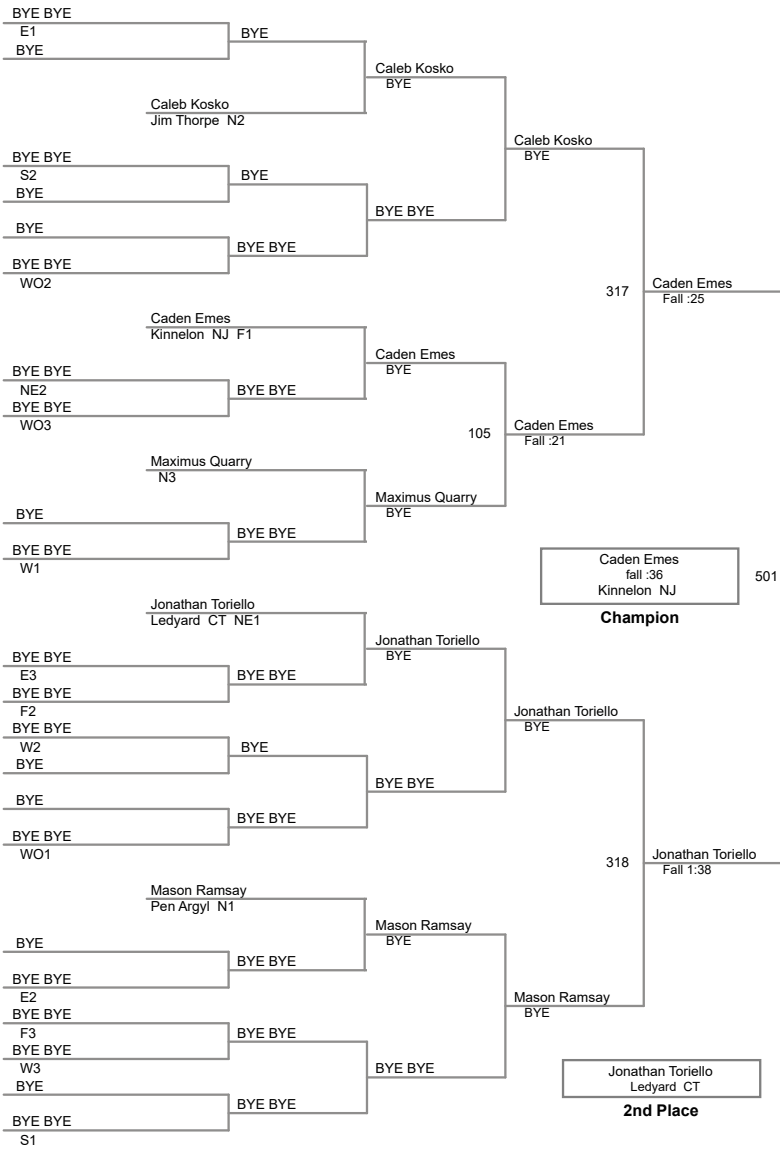 BYE BYE
E1
BYE
BYE
Caleb Kosko
Jim Thorpe N2
Caleb Kosko
BYE
BYE BYE
S2
BYE
BYE
BYE
BYE BYE
WO2
BYE BYE
BYE BYE
Caleb Kosko
BYE
Caden Emes
Kinnelon NJ F1
BYE BYE
NE2
BYE BYE
WO3
BYE BYE
Caden Emes
BYE
Maximus Quarry
N3
BYE
BYE BYE
W1
BYE BYE
Maximus Quarry
BYE
105
Caden Emes
Fall :21
317
Caden Emes
Fall :25
Caden Emes
fall :36
Kinnelon NJ
501
Champion
Jonathan Toriello
Ledyard CT NE1
BYE BYE
E3
BYE BYE
F2
BYE BYE
Jonathan Toriello
BYE
BYE BYE
W2
BYE
BYE
BYE
BYE BYE
WO1
BYE BYE
BYE BYE
Jonathan Toriello
BYE
Mason Ramsay
Pen Argyl N1
BYE
BYE BYE
E2
BYE BYE
Mason Ramsay
BYE
BYE BYE
F3
BYE BYE
W3
BYE BYE
BYE
BYE BYE
S1
BYE BYE
BYE BYE
Mason Ramsay
BYE
318
Jonathan Toriello
Fall 1:38
Jonathan Toriello
Ledyard CT
2nd Place